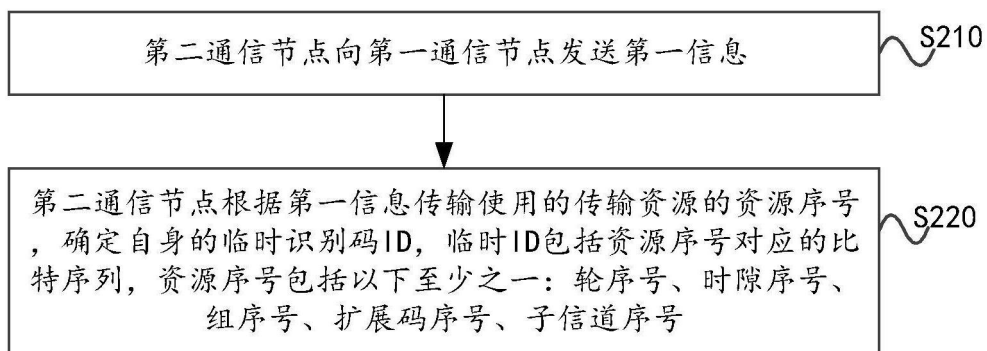 第二通信节点向第一通信节点发送第一信息
S210
第二通信节点根据第一信息传输使用的传输资源的资源序号
，确定自身的临时识别码ID，临时ID包括资源序号对应的比
特序列，资源序号包括以下至少之一：轮序号、时隙序号、
组序号、扩展码序号、子信道序号
S220